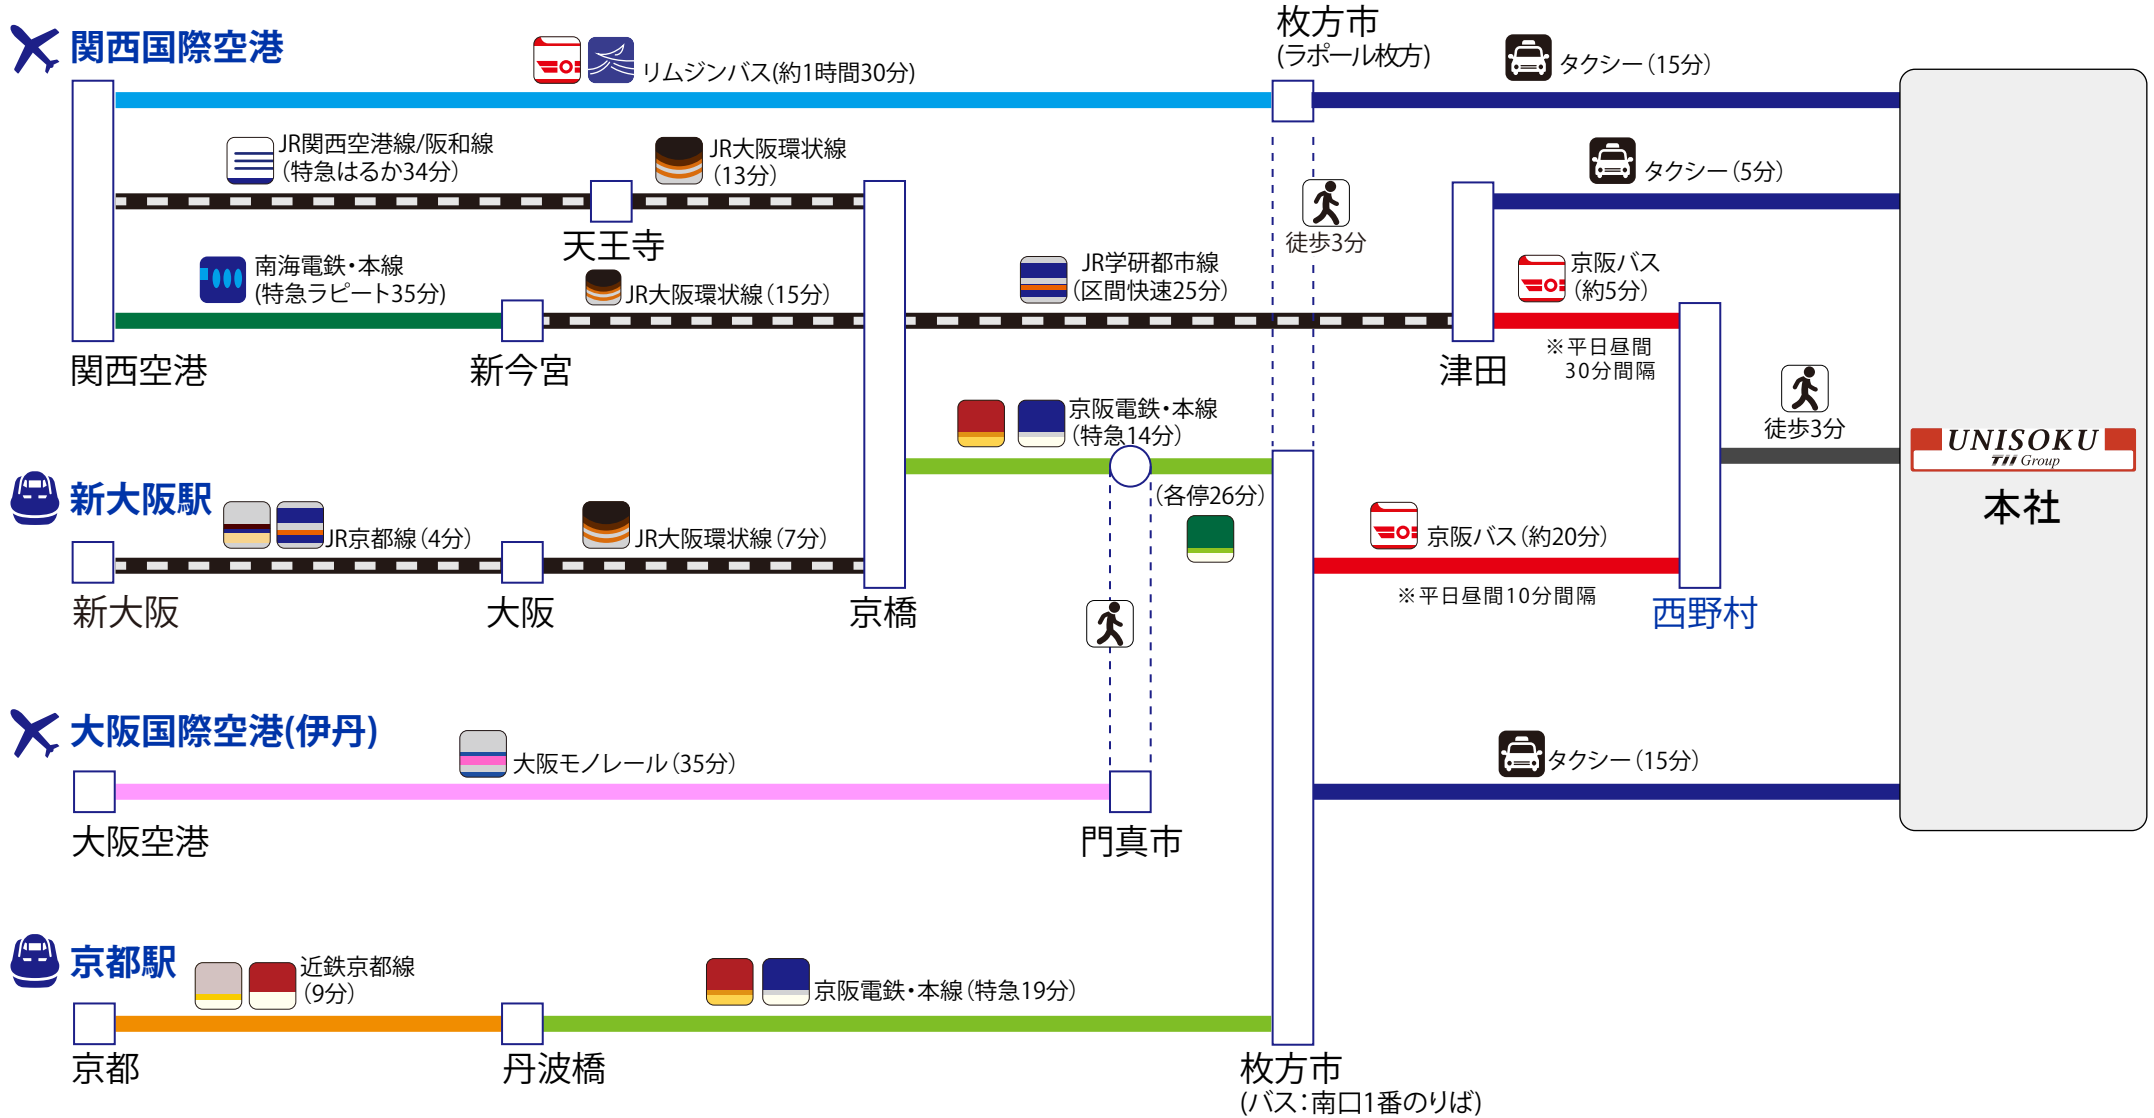 関西国際空港
リムジンバス(約1時間30分)
枚方市
(ラポール枚方)
タクシー(15分)
JR関西空港線/阪和線
(特急はるか34分)
JR大阪環状線
(13分)
タクシー(5分)
天王寺
徒歩3分
南海電鉄・本線
(特急ラピート35分)
JR大阪環状線(15分)
JR学研都市線
(区間快速25分)
京阪バス
(約5分)
関西空港
新今宮
津田
※平日昼間
30分間隔
京阪電鉄・本線
(特急14分)
徒歩3分
UNISOKU
TII Group
本社
新大阪駅
JR京都線(4分)
JR大阪環状線(7分)
(各停26分)
京阪バス(約20分)
※平日昼間10分間隔
新大阪
大阪
京橋
西野村
大阪国際空港(伊丹)
大阪モノレール(35分)
タクシー(15分)
大阪空港
門真市
京都駅
近鉄京都線
(9分)
京阪電鉄・本線(特急19分)
京都
丹波橋
枚方市
(バス:南口1番のりば)